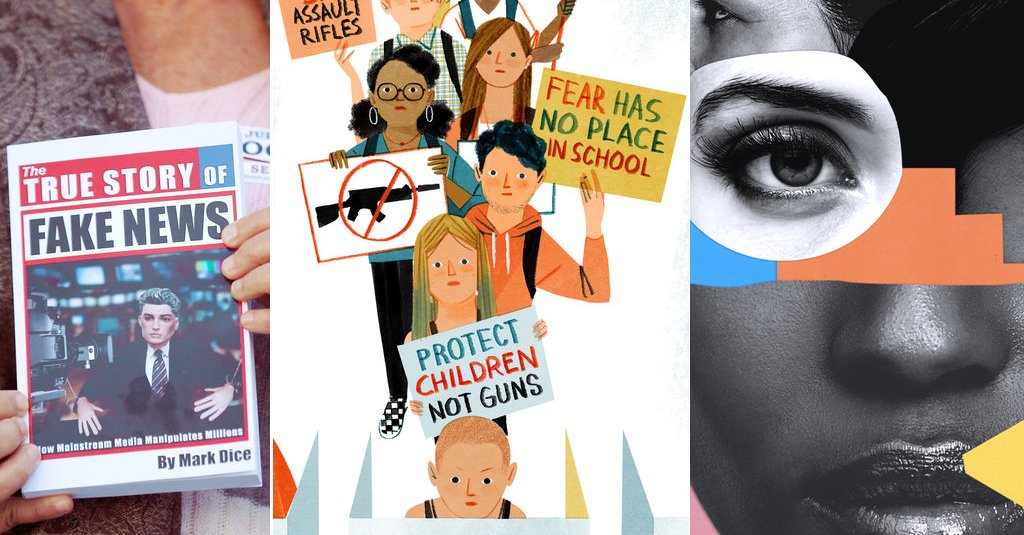 The
TRUE STORY OF
FAKE NEWS
How Mainstream Media Manipulates Millions
By Mark Dice
ASSAULT
RIFLES
FEAR HAS
NO PLACE
IN SCHOOL
PROTECT
CHILDREN
NOT GUNS